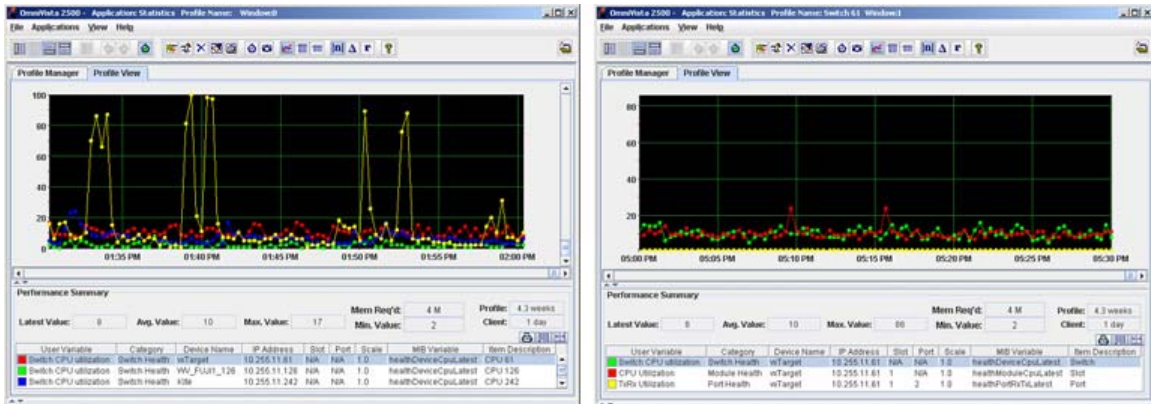 OmniVista 2500 - Application: Statistics Profile Name: Window:0
File Applications View Help
Profile Manager Profile View
100
80
60
40
20
0
01:35 PM 01:40 PM 01:45 PM 01:50 PM 01:55 PM 02:00 PM
Performance Summary
Mem Req'd: 4 M Profile: 4.3 weeks
Latest Value: 9 Avg. Value: 10 Max. Value: 17 Min. Value: 2 Client: 1 day
User Variable Category Device Name IP Address Slot Port Scale MIB Variable Item Description
Switch CPU utilization Switch Health vxTarget 10.255.11.61 N/A N/A 1.0 healthDeviceCpuLatest CPU 61
Switch CPU utilization Switch Health VW_FUJI1_126 10.255.11.126 N/A N/A 1.0 healthDeviceCpuLatest CPU 126
Switch CPU utilization Switch Health kite 10.255.11.242 N/A N/A 1.0 healthDeviceCpuLatest CPU 242
OmniVista 2500 - Application: Statistics Profile Name: Switch 61 Window:1
File Applications View Help
Profile Manager Profile View
80
60
40
20
05:00 PM 05:05 PM 05:10 PM 05:15 PM 05:20 PM 05:25 PM 05:30 PM
Performance Summary
Mem Req'd: 4 M Profile: 4.3 weeks
Latest Value: 8 Avg. Value: 10 Max. Value: 86 Min. Value: 2 Client: 1 day
User Variable Category Device Name IP Address Slot Port Scale MIB Variable Item Description
Switch CPU utilization Switch Health vxTarget 10.255.11.61 N/A N/A 1.0 healthDeviceCpuLatest Switch
CPU Utilization Module Health vxTarget 10.255.11.61 1 N/A 1.0 healthModuleCpuLatest Slot
TxRx Utilization Port Health vxTarget 10.255.11.61 1 2 1.0 healthPortRxTxLatest Port